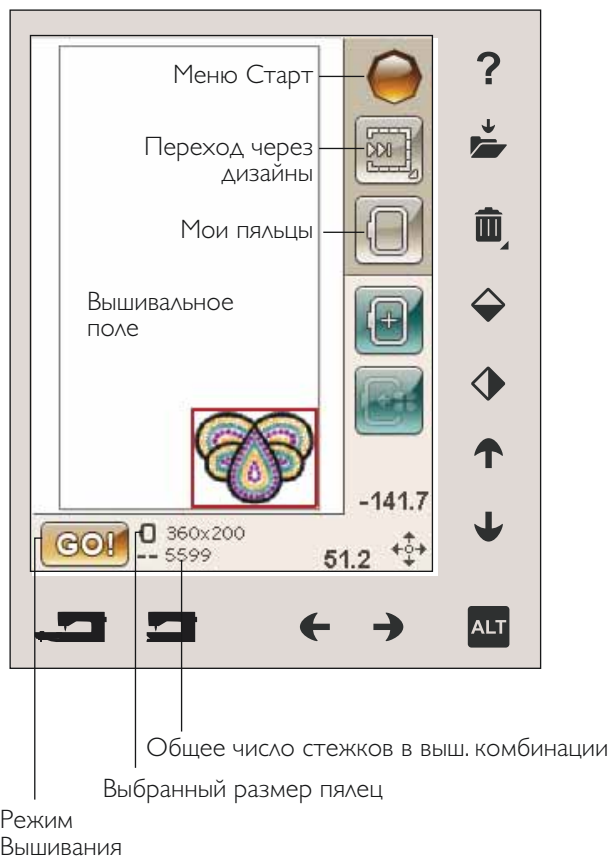 Меню Старт
?
Переход через
дизайны
Мои пяльцы
Вышивальное
поле
-141.7
GO!
360x200
5599
51.2
ALT
Общее число стежков в выш. комбинации
Выбранный размер пялец
Режим
Вышивания